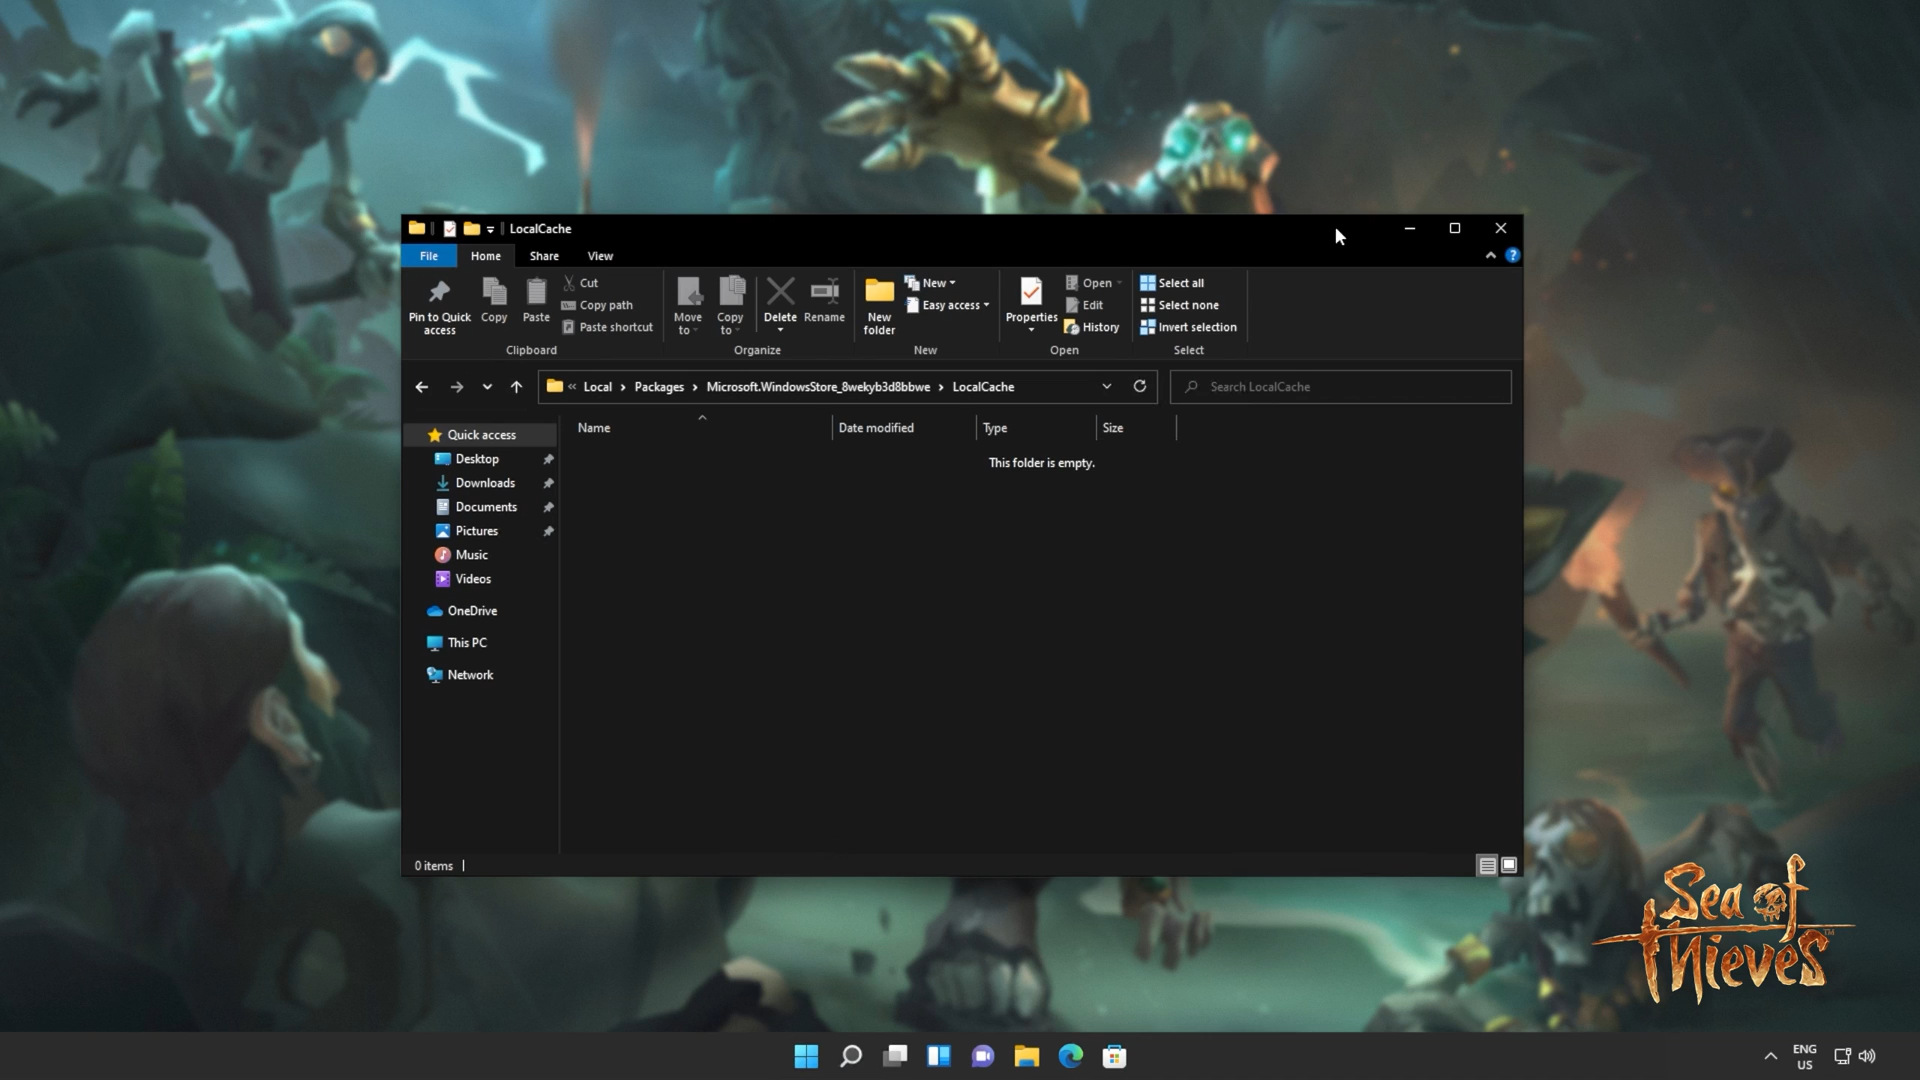 LocalCache
File Home Share View
Pin to Quick access
Copy
Paste
Cut
Copy path
Paste shortcut
Clipboard
Move to
Copy to
Delete
Rename
Organize
New folder
New
Easy access
New
Properties
Open
Edit
History
Open
Select all
Select none
Invert selection
Select
« Local › Packages › Microsoft.WindowsStore_8wekyb3d8bbwe › LocalCache
Search LocalCache
Name Date modified Type Size
This folder is empty.
Quick access
Desktop
Downloads
Documents
Pictures
Music
Videos
OneDrive
This PC
Network
0 items
Sea of
Thieves™
ENG
US